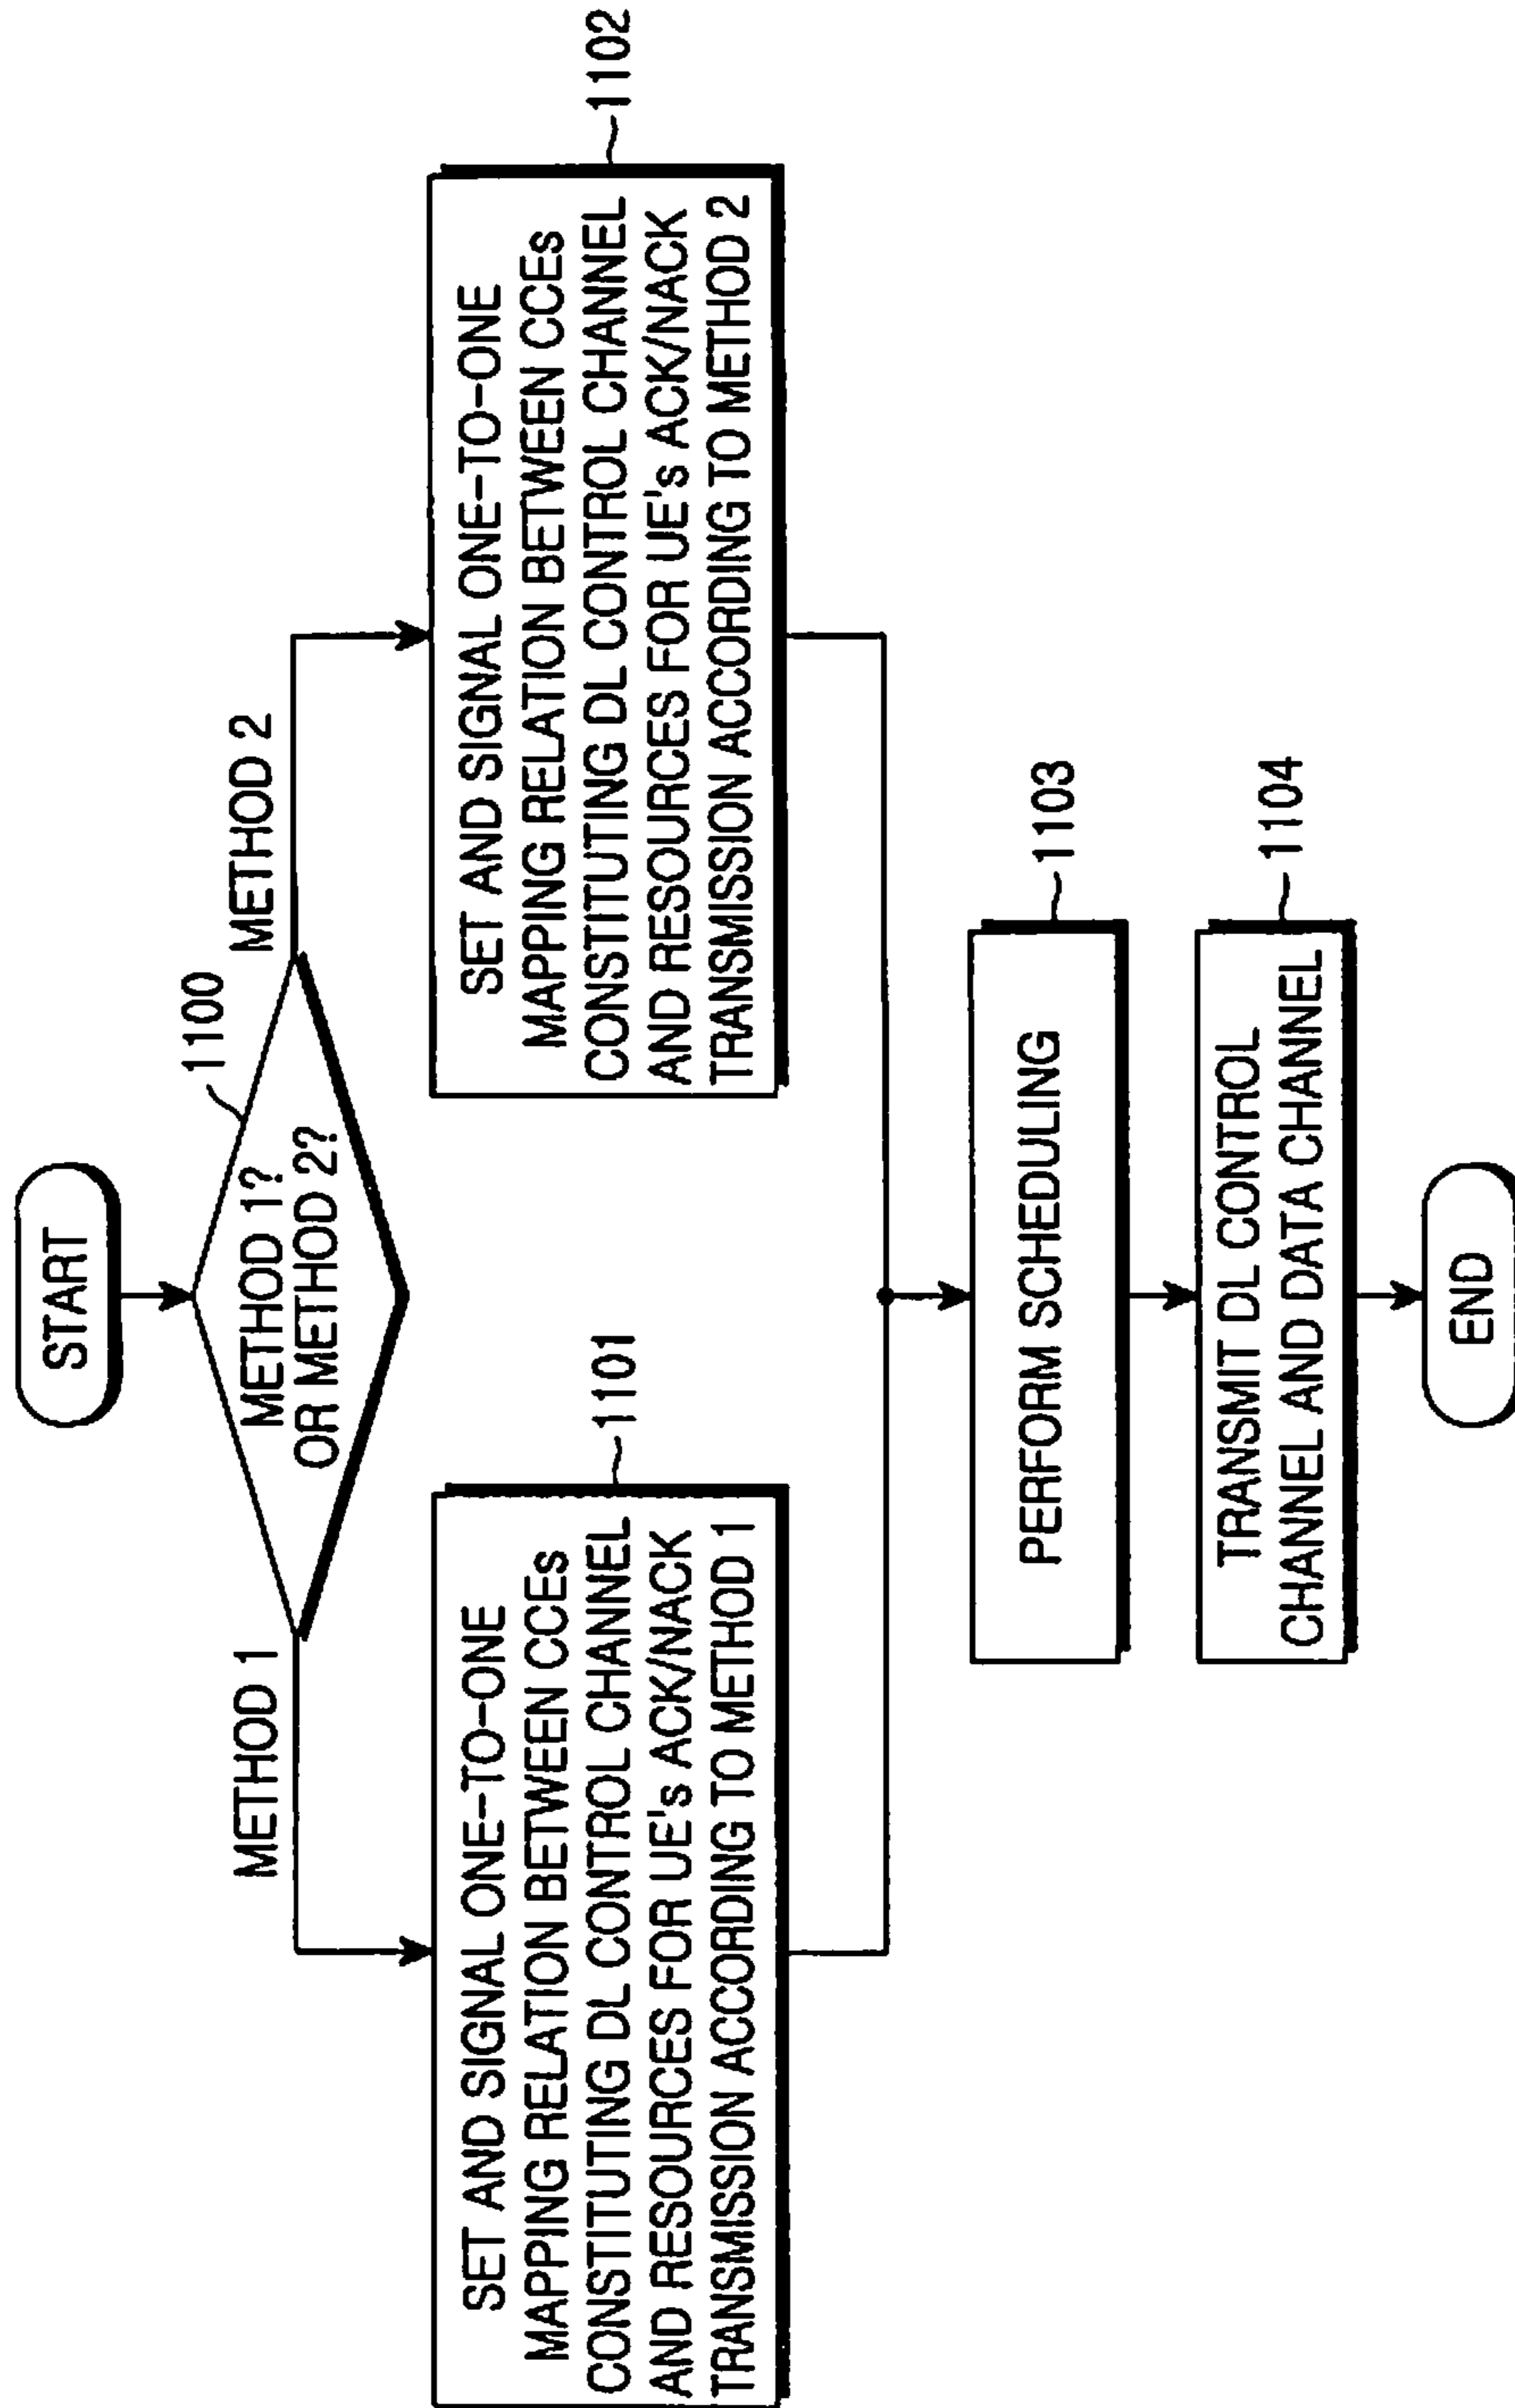 START
1100
METHOD 1?
OR METHOD 2?
METHOD 1
METHOD 2
1101
SET AND SIGNAL ONE-TO-ONE
MAPPING RELATION BETWEEN CCEs
CONSTITUTING DL CONTROL CHANNEL
AND RESOURCES FOR UE's ACK/NACK
TRANSMISSION ACCORDING TO METHOD 1
1102
SET AND SIGNAL ONE-TO-ONE
MAPPING RELATION BETWEEN CCEs
CONSTITUTING DL CONTROL CHANNEL
AND RESOURCES FOR UE's ACK/NACK
TRANSMISSION ACCORDING TO METHOD 2
1103
PERFORM SCHEDULING
1104
TRANSMIT DL CONTROL
CHANNEL AND DATA CHANNEL
END